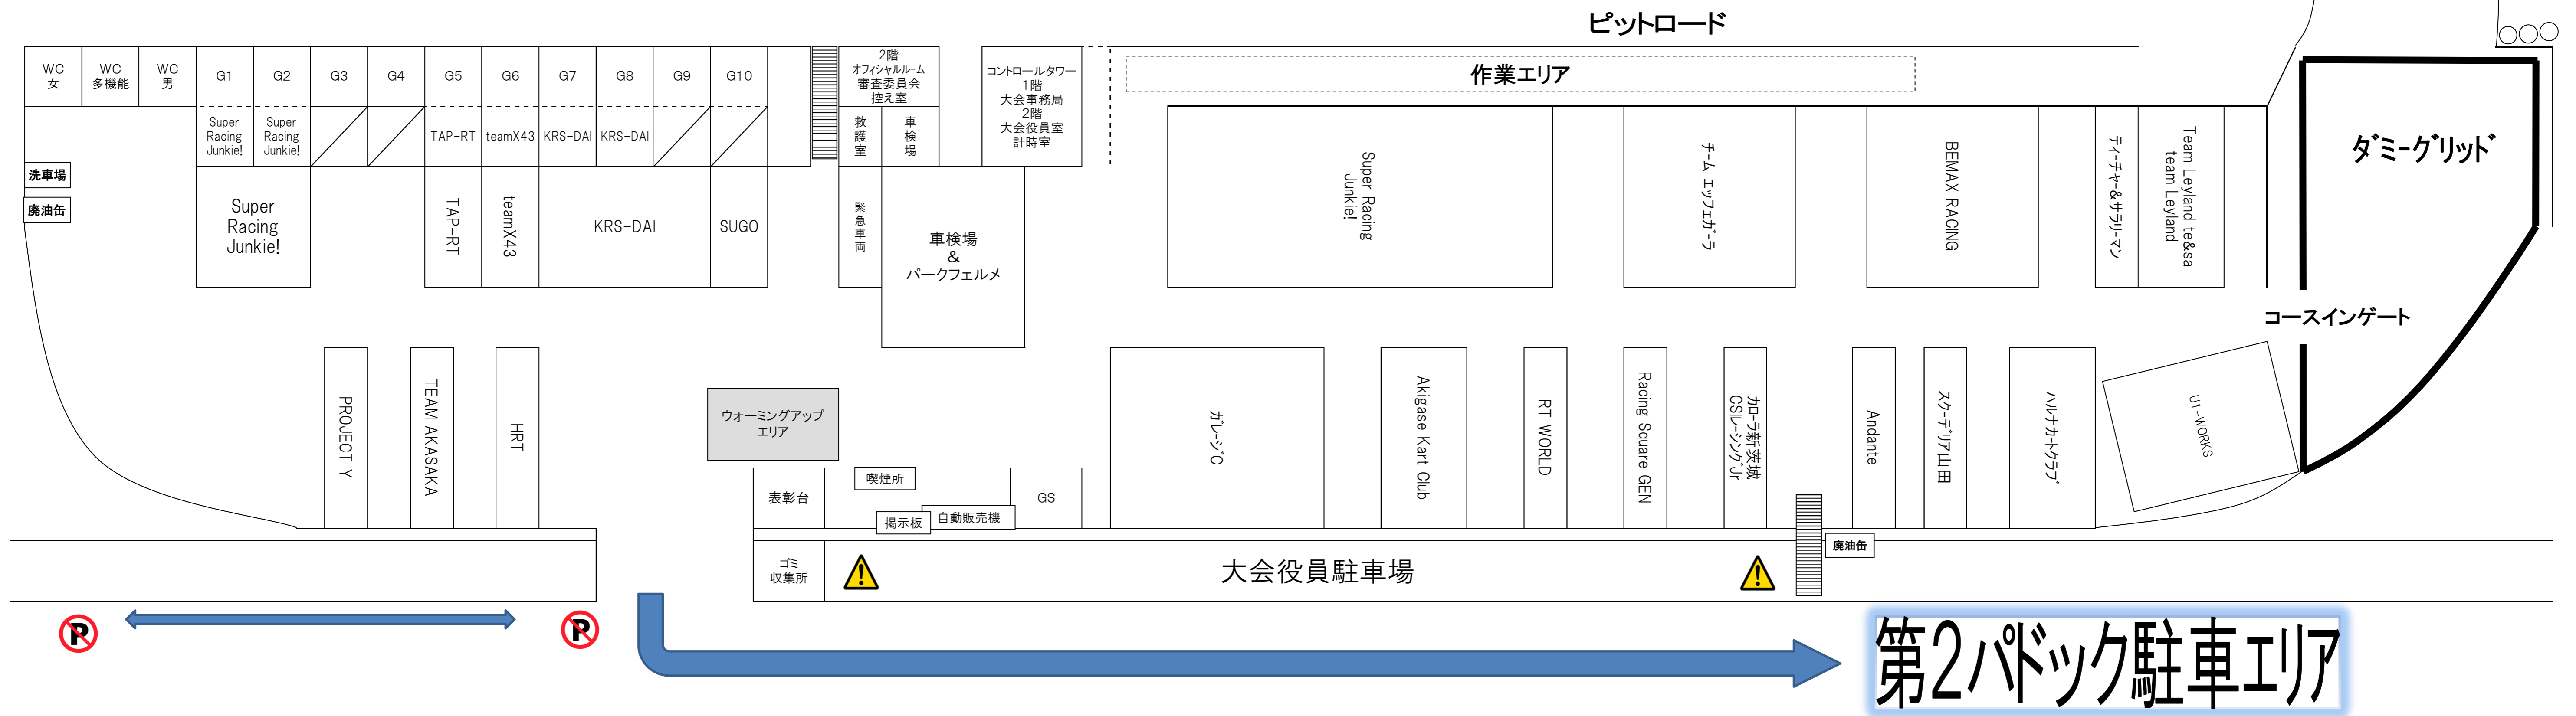 ピットロード
作業エリア
WC
女
WC
多機能
WC
男
G1
G2
G3
G4
G5
G6
G7
G8
G9
G10
2階
オフィシャルルーム
審査委員会
控え室
コントロールタワー
1階
大会事務局
2階
大会役員室
計時室
Super
Racing
Junkie!
Super
Racing
Junkie!
TAP-RT
teamX43
KRS-DAI
KRS-DAI
救護室
車検場
洗車場
廃油缶
Super
Racing
Junkie!
TAP-RT
teamX43
KRS-DAI
SUGO
緊急車両
車検場
&
パークフェルメ
Super Racing
Junkie!
チーム エッフェガーラ
BEMAX RACING
ティーチャー&サラリーマン
Team Leyland te&sa
team Leyland
ダミーグリッド
コースインゲート
PROJECT Y
TEAM AKASAKA
HRT
ウォーミングアップ
エリア
表彰台
喫煙所
掲示板
自動販売機
GS
ガレージC
Akigase Kart Club
RT WORLD
Racing Square GEN
カローラ新茨城
CSIレーシングJr
Andante
スクーデリア山田
ハルナカートクラブ
U1-WORKS
ゴミ
収集所
大会役員駐車場
廃油缶
P
P
第2パドック駐車エリア